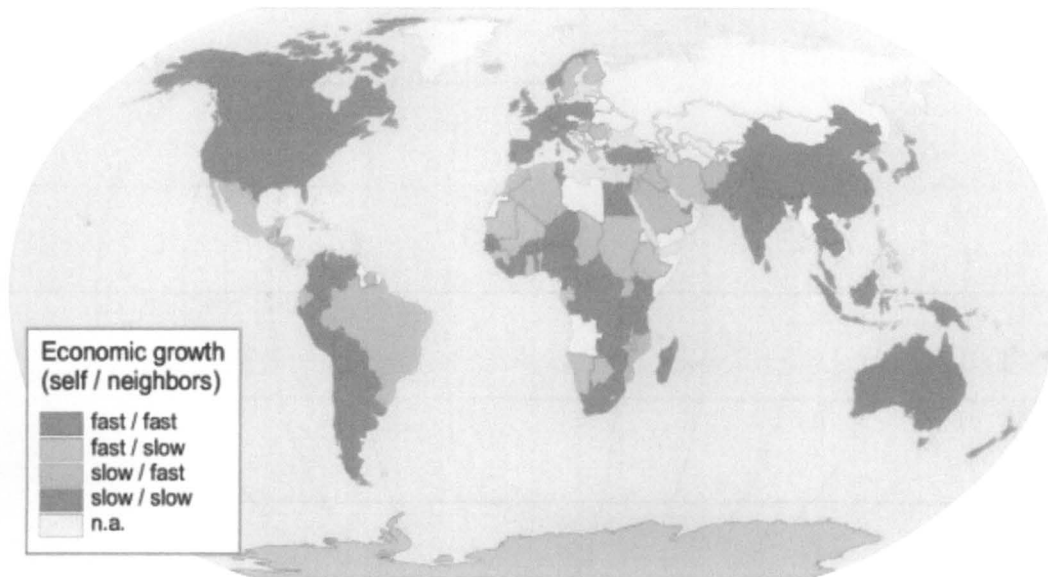 Economic growth
(self / neighbors)
fast / fast
fast / slow
slow / fast
slow / slow
n.a.